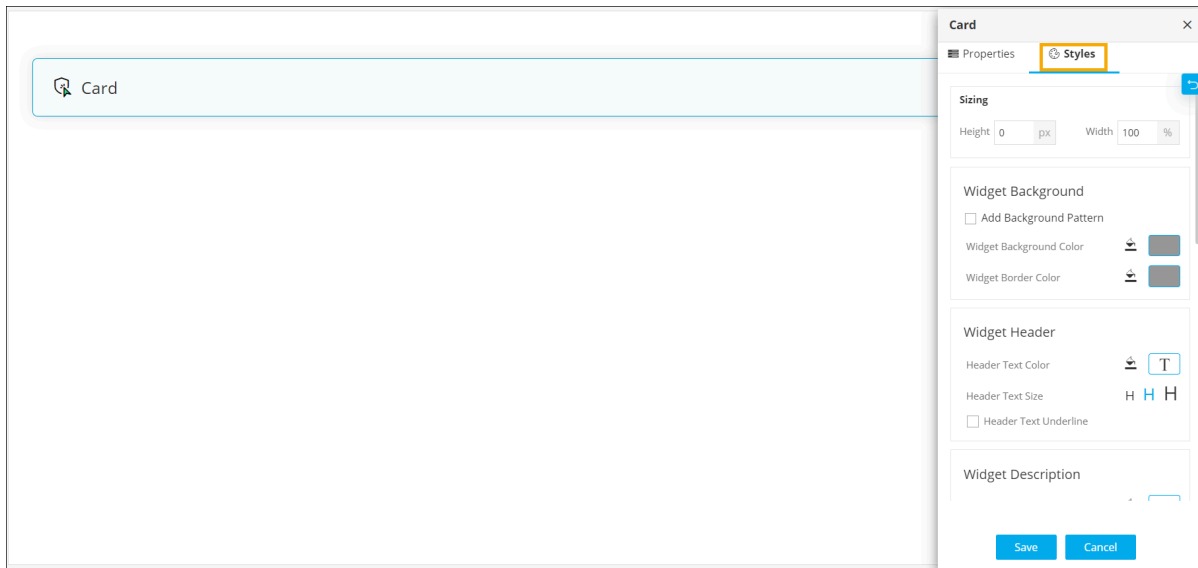 Card
Card
Properties
Styles
Sizing
Height 0 px Width 100 %
Widget Background
Add Background Pattern
Widget Background Color
Widget Border Color
Widget Header
Header Text Color T
Header Text Size H H H
Header Text Underline
Widget Description
Save Cancel